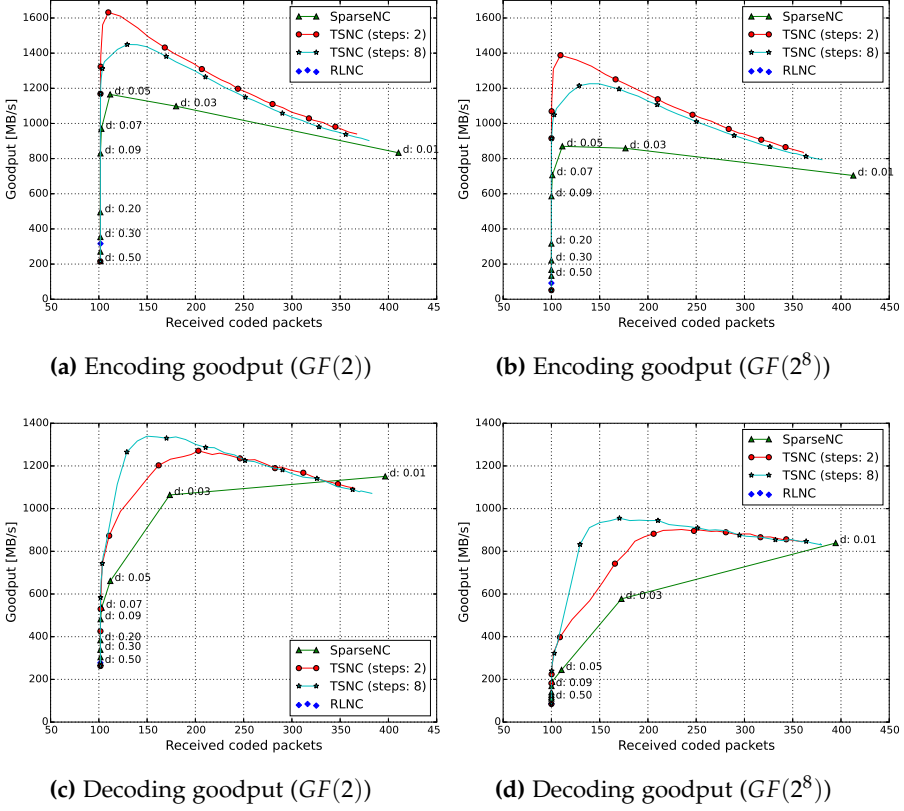 1600
1400
1200
1000
800
600
400
200
0
Goodput [MB/s]
SparseNC
TSNC (steps: 2)
TSNC (steps: 8)
RLNC
d: 0.05
d: 0.03
d: 0.01
d: 0.07
d: 0.09
d: 0.20
d: 0.30
d: 0.50
50 100 150 200 250 300 350 400 45
Received coded packets
(a) Encoding goodput (GF(2))
1600
1400
1200
1000
800
600
400
200
0
Goodput [MB/s]
SparseNC
TSNC (steps: 2)
TSNC (steps: 8)
RLNC
d: 0.05
d: 0.03
d: 0.01
d: 0.07
d: 0.09
d: 0.20
d: 0.30
d: 0.50
50 100 150 200 250 300 350 400 450
Received coded packets
(b) Encoding goodput (GF(2⁸))
1400
1200
1000
800
600
400
200
0
Goodput [MB/s]
d: 0.01
d: 0.03
d: 0.05
d: 0.07
d: 0.09
d: 0.20
d: 0.30
d: 0.50
SparseNC
TSNC (steps: 2)
TSNC (steps: 8)
RLNC
50 100 150 200 250 300 350 400 45
Received coded packets
(c) Decoding goodput (GF(2))
1400
1200
1000
800
600
400
200
0
Goodput [MB/s]
SparseNC
TSNC (steps: 2)
TSNC (steps: 8)
RLNC
d: 0.01
d: 0.03
d: 0.05
d: 0.09
d: 0.50
50 100 150 200 250 300 350 400 450
Received coded packets
(d) Decoding goodput (GF(2⁸))